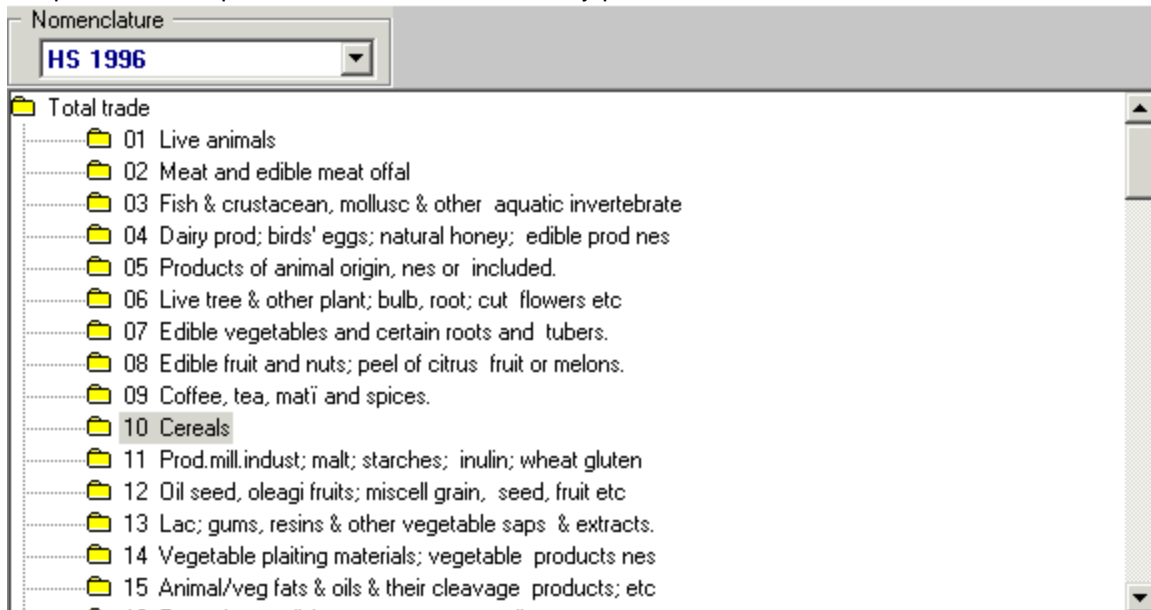 Nomenclature
HS 1996
Total trade
01 Live animals
02 Meat and edible meat offal
03 Fish & crustacean, mollusc & other aquatic invertebrate
04 Dairy prod; birds' eggs; natural honey; edible prod nes
05 Products of animal origin, nes or included.
06 Live tree & other plant; bulb, root; cut flowers etc
07 Edible vegetables and certain roots and tubers.
08 Edible fruit and nuts; peel of citrus fruit or melons.
09 Coffee, tea, matï and spices.
10 Cereals
11 Prod.mill.indust; malt; starches; inulin; wheat gluten
12 Oil seed, oleagi fruits; miscell grain, seed, fruit etc
13 Lac; gums, resins & other vegetable saps & extracts.
14 Vegetable plaiting materials; vegetable products nes
15 Animal/veg fats & oils & their cleavage products; etc